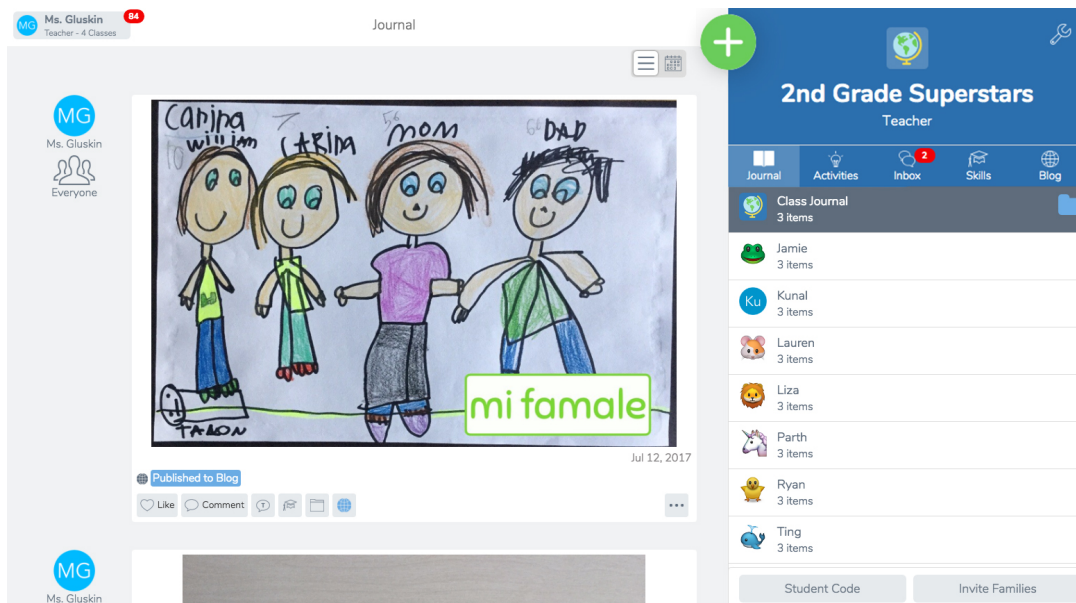 MG
Ms. Gluskin
Teacher - 4 Classes
84
Journal
MG
Ms. Gluskin
Everyone
Carina
william
CARINA
MOM
DAD
TALON
mi famale
Jul 12, 2017
Published to Blog
Like
Comment
T
MG
Ms. Gluskin
2nd Grade Superstars
Teacher
Journal
Activities
Inbox
2
Skills
Blog
Class Journal
3 items
Jamie
3 items
Ku
Kunal
3 items
Lauren
3 items
Liza
3 items
Parth
3 items
Ryan
3 items
Ting
3 items
Student Code
Invite Families